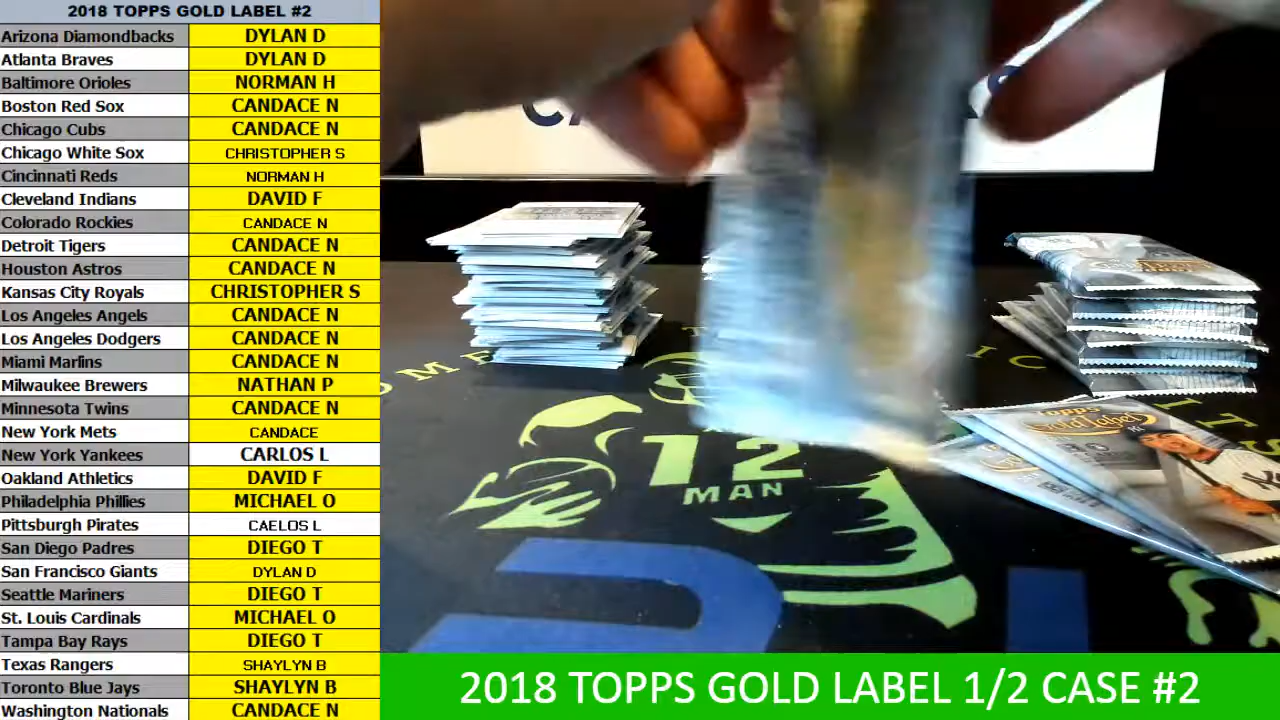 2018 TOPPS GOLD LABEL #2
Arizona Diamondbacks DYLAN D
Atlanta Braves DYLAN D
Baltimore Orioles NORMAN H
Boston Red Sox CANDACE N
Chicago Cubs CANDACE N
Chicago White Sox CHRISTOPHER S
Cincinnati Reds NORMAN H
Cleveland Indians DAVID F
Colorado Rockies CANDACE N
Detroit Tigers CANDACE N
Houston Astros CANDACE N
Kansas City Royals CHRISTOPHER S
Los Angeles Angels CANDACE N
Los Angeles Dodgers CANDACE N
Miami Marlins CANDACE N
Milwaukee Brewers NATHAN P
Minnesota Twins CANDACE N
New York Mets CANDACE
New York Yankees CARLOS L
Oakland Athletics DAVID F
Philadelphia Phillies MICHAEL O
Pittsburgh Pirates CAELOS L
San Diego Padres DIEGO T
San Francisco Giants DYLAN D
Seattle Mariners DIEGO T
St. Louis Cardinals MICHAEL O
Tampa Bay Rays DIEGO T
Texas Rangers SHAYLYN B
Toronto Blue Jays SHAYLYN B
Washington Nationals CANDACE N
Topps
Gold Label
12
MAN
2018 TOPPS GOLD LABEL 1/2 CASE #2